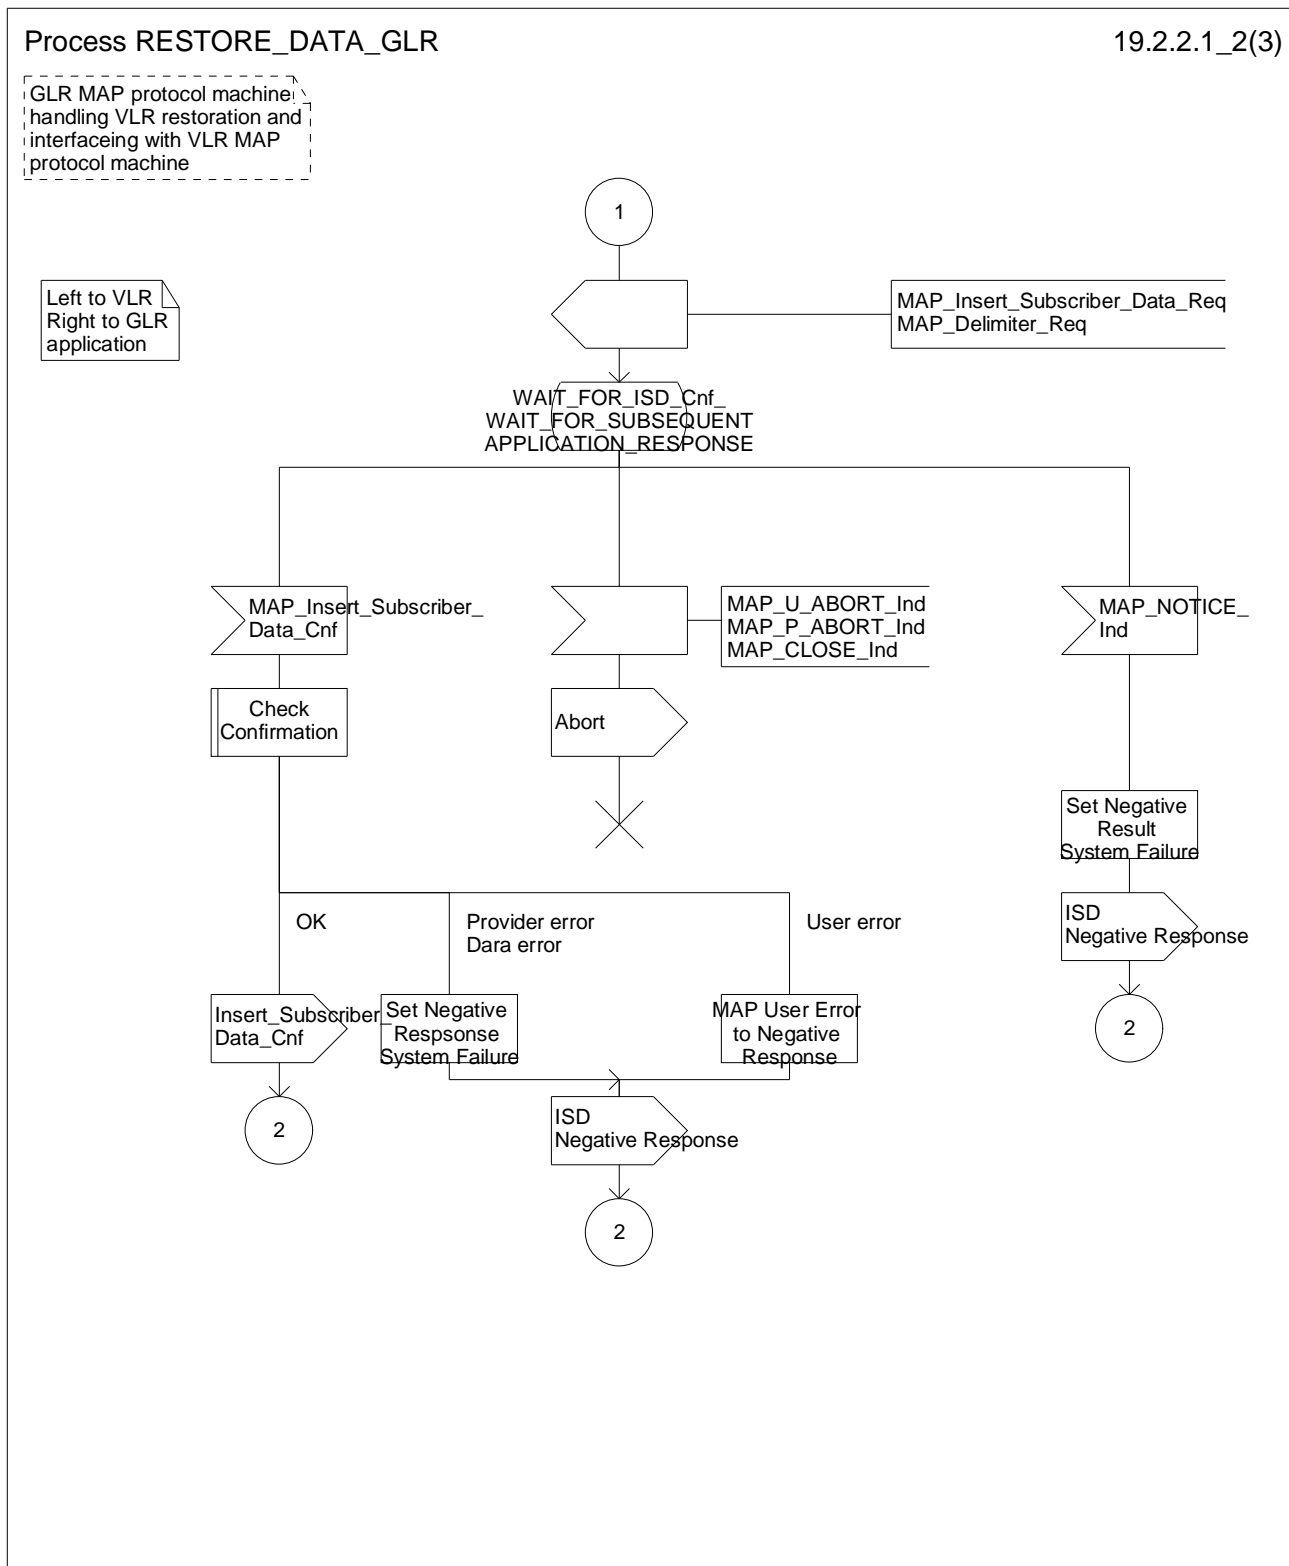 Process RESTORE_DATA_GLR
19.2.2.1_2(3)
GLR MAP protocol machine
handling VLR restoration and
interfaceing with VLR MAP
protocol machine
1
Left to VLR
Right to GLR
application
MAP_Insert_Subscriber_Data_Req
MAP_Delimiter_Req
WAIT_FOR_ISD_Cnf_
WAIT_FOR_SUBSEQUENT
APPLICATION_RESPONSE
MAP_Insert_Subscriber_
Data_Cnf
MAP_U_ABORT_Ind
MAP_P_ABORT_Ind
MAP_CLOSE_Ind
MAP_NOTICE_
Ind
Check
Confirmation
Abort
Set Negative
Result
System Failure
OK
Provider error
Dara error
User error
ISD
Negative Response
Insert_Subscriber_
Data_Cnf
Set Negative
Respsonse
System Failure
MAP User Error
to Negative
Response
2
2
ISD
Negative Response
2